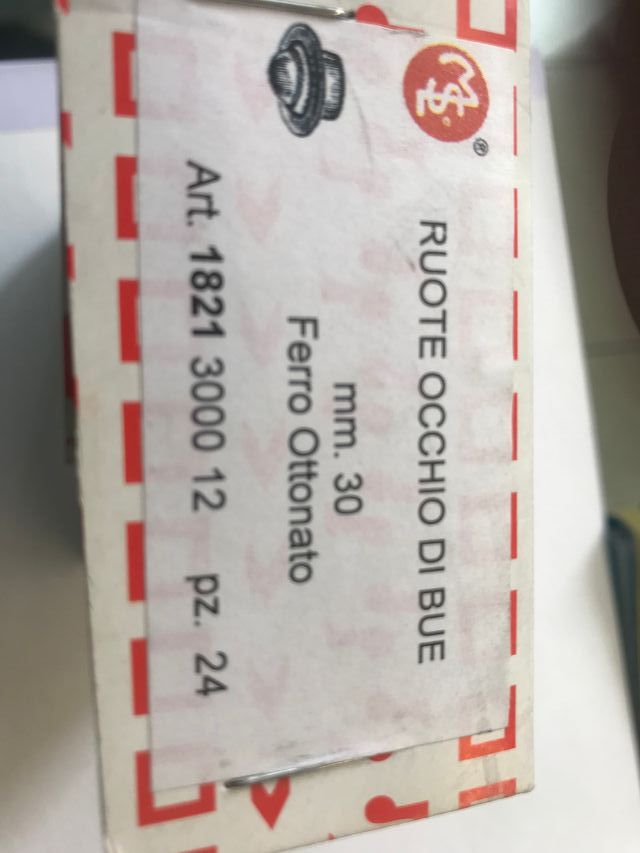 RUOTE OCCHIO DI BUE
mm. 30
Ferro Ottonato
Art. 1821 3000 12 pz. 24
®